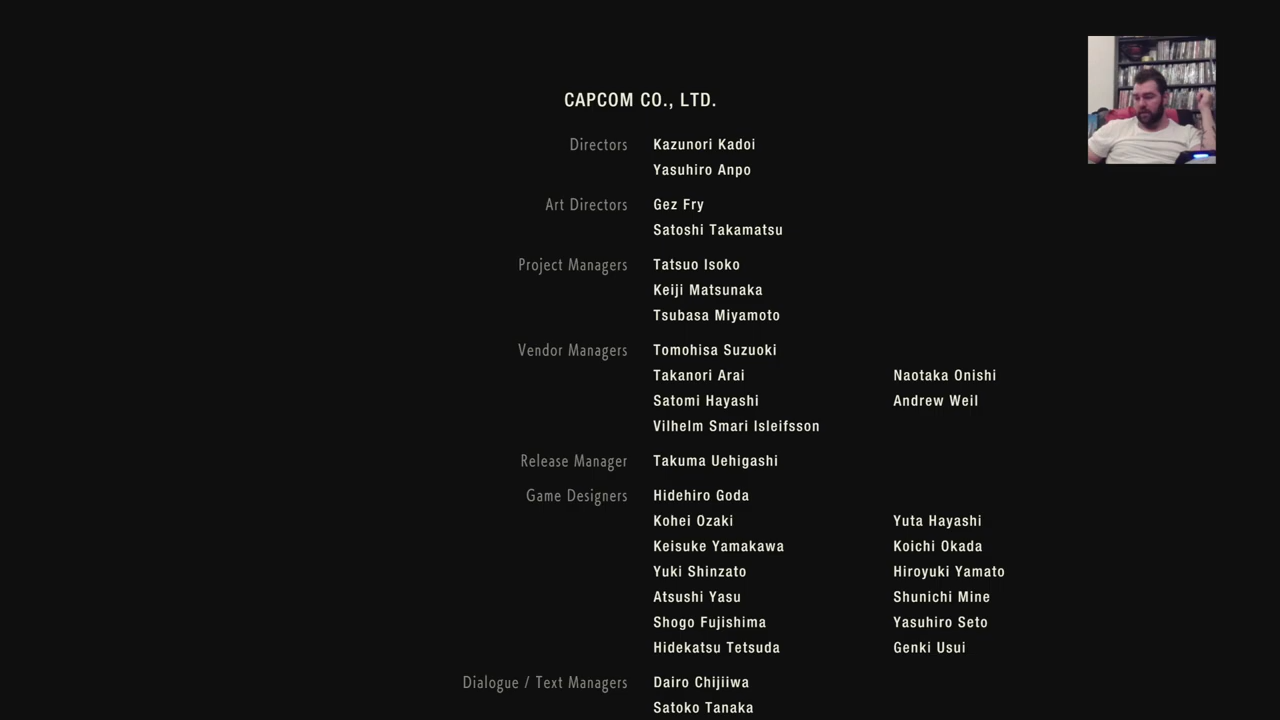 CAPCOM CO., LTD.
Directors Kazunori Kadoi
Yasuhiro Anpo
Art Directors Gez Fry
Satoshi Takamatsu
Project Managers Tatsuo Isoko
Keiji Matsunaka
Tsubasa Miyamoto
Vendor Managers Tomohisa Suzuoki
Takanori Arai Naotaka Onishi
Satomi Hayashi Andrew Weil
Vilhelm Smari Isleifsson
Release Manager Takuma Uehigashi
Game Designers Hidehiro Goda
Kohei Ozaki Yuta Hayashi
Keisuke Yamakawa Koichi Okada
Yuki Shinzato Hiroyuki Yamato
Atsushi Yasu Shunichi Mine
Shogo Fujishima Yasuhiro Seto
Hidekatsu Tetsuda Genki Usui
Dialogue / Text Managers Dairo Chijiiwa
Satoko Tanaka